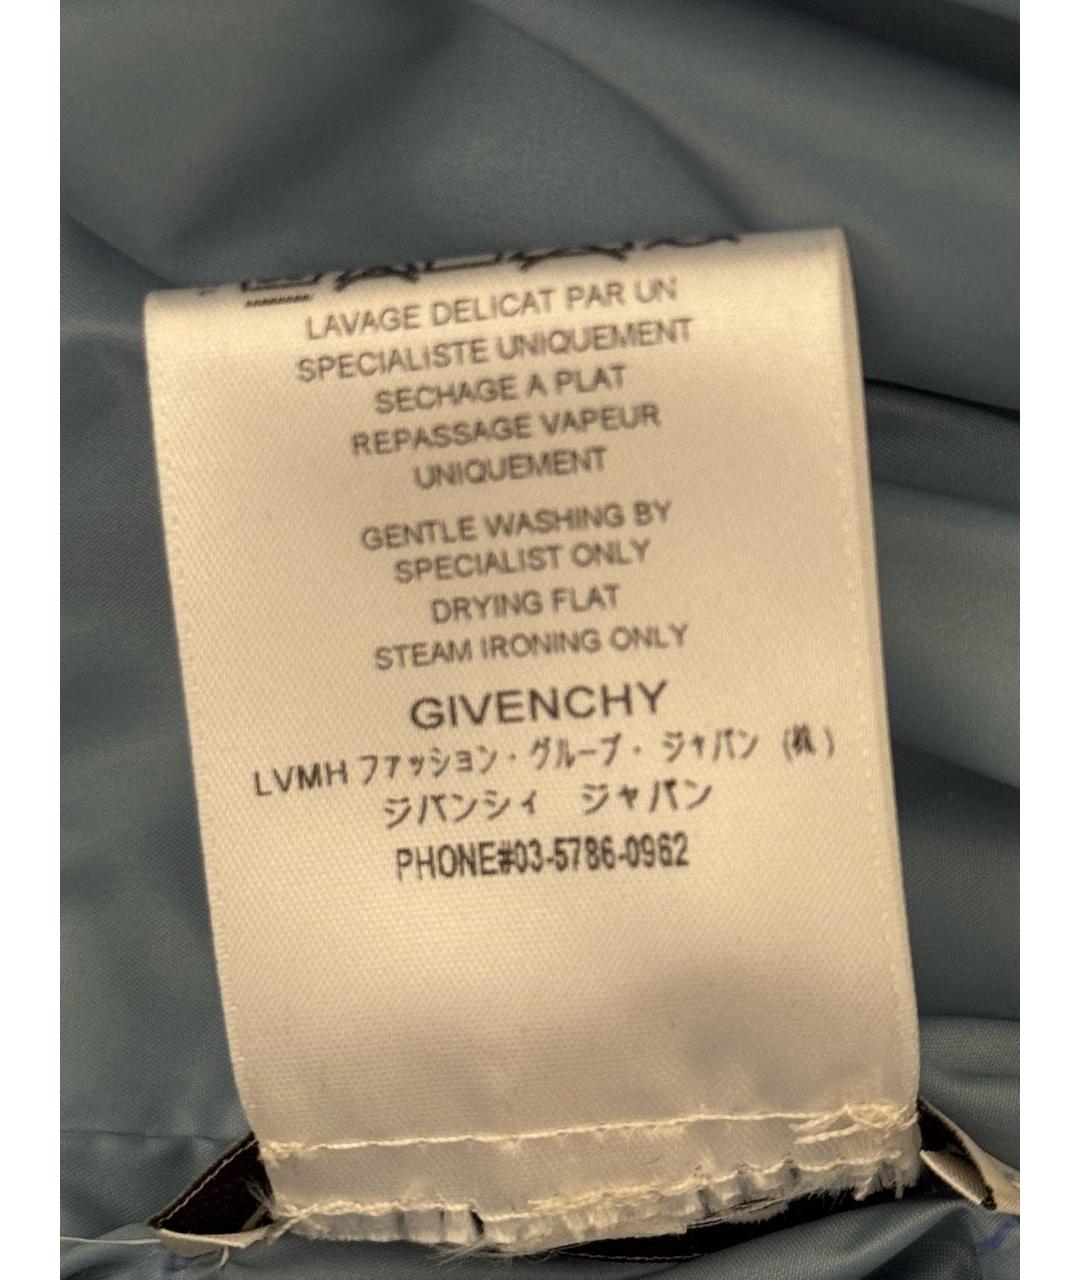 LAVAGE DELICAT PAR UN
SPECIALISTE UNIQUEMENT
SECHAGE A PLAT
REPASSAGE VAPEUR
UNIQUEMENT
GENTLE WASHING BY
SPECIALIST ONLY
DRYING FLAT
STEAM IRONING ONLY
GIVENCHY
LVMH ファッション・グループ・ ジャパン (株)
ジバンシィ ジャパン
PHONE#03-5786-0962